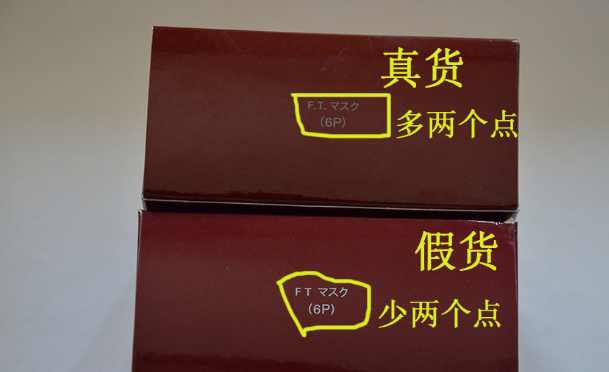 真货
F.T.マスク
(6P)
多两个点
假货
FT マスク
(6P)
少两个点